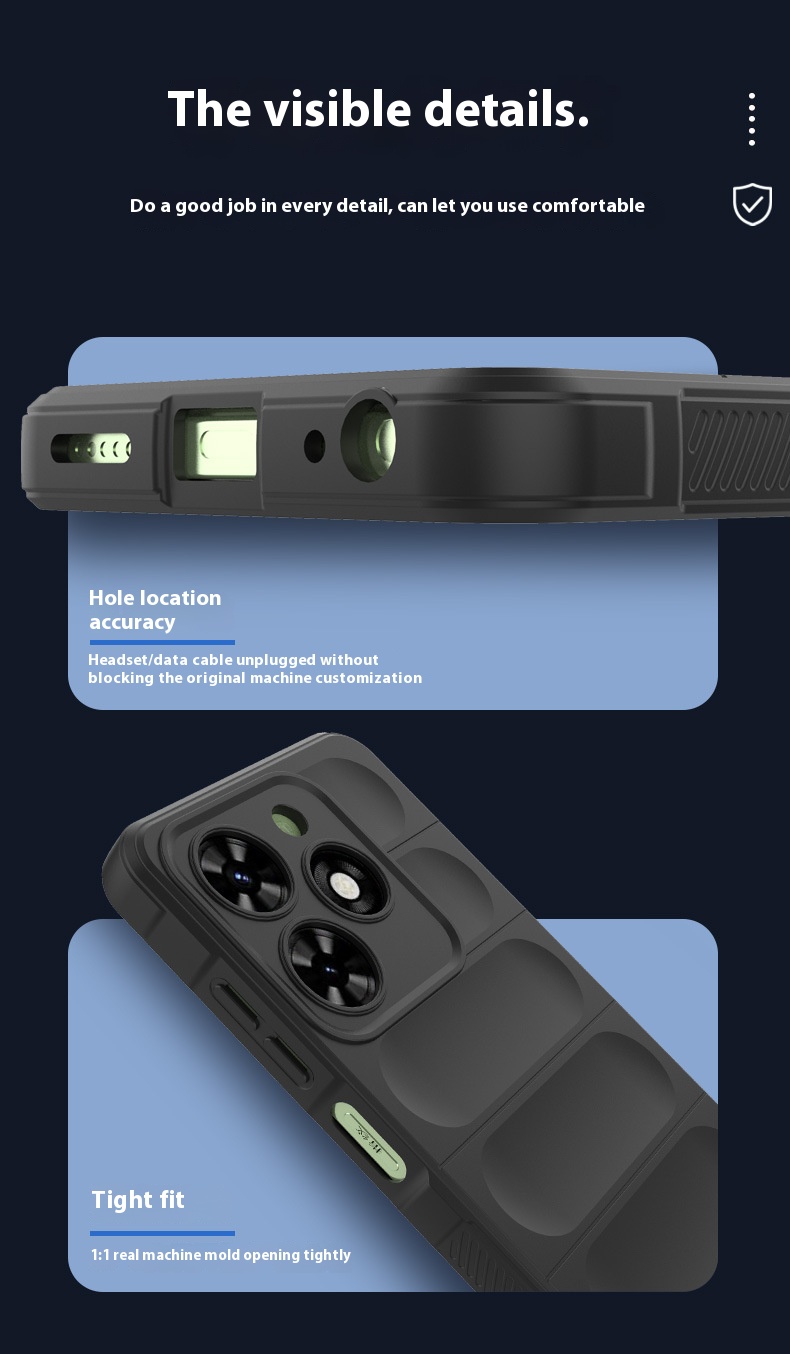 The visible details.
Do a good job in every detail, can let you use comfortable
Hole location
accuracy
Headset/data cable unplugged without
blocking the original machine customization
Tight fit
1:1 real machine mold opening tightly